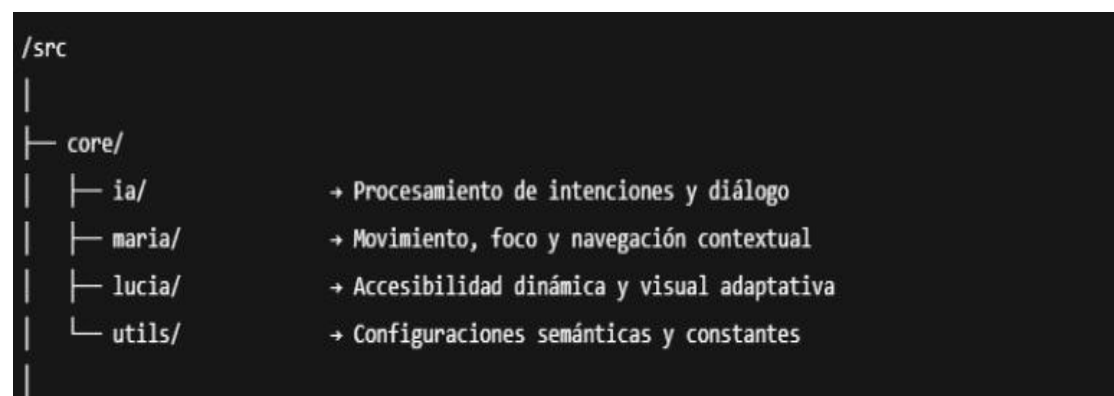 /src
│
├── core/
│   ├── ia/                → Procesamiento de intenciones y diálogo
│   ├── maria/             → Movimiento, foco y navegación contextual
│   ├── lucia/             → Accesibilidad dinámica y visual adaptativa
│   └── utils/             → Configuraciones semánticas y constantes
│